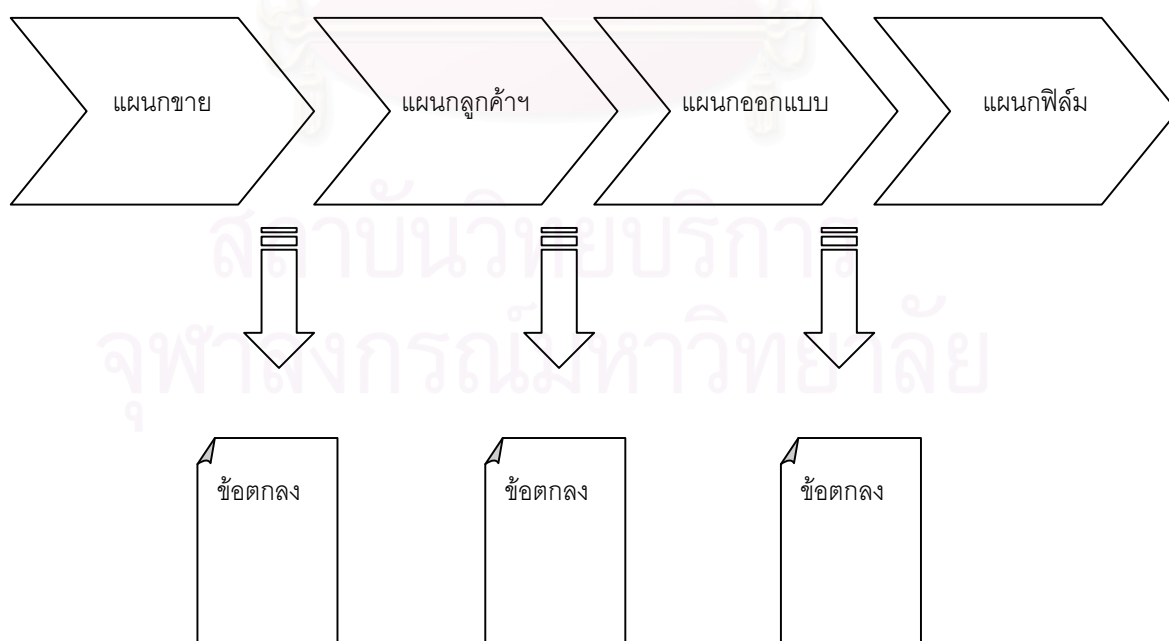 แผนกขาย
แผนกลูกค้าฯ
แผนกออกแบบ
แผนกฟิล์ม
สถาบันวิทยบริการ
จุฬาลงกรณ์มหาวิทยาลัย
ข้อตกลง
ข้อตกลง
ข้อตกลง